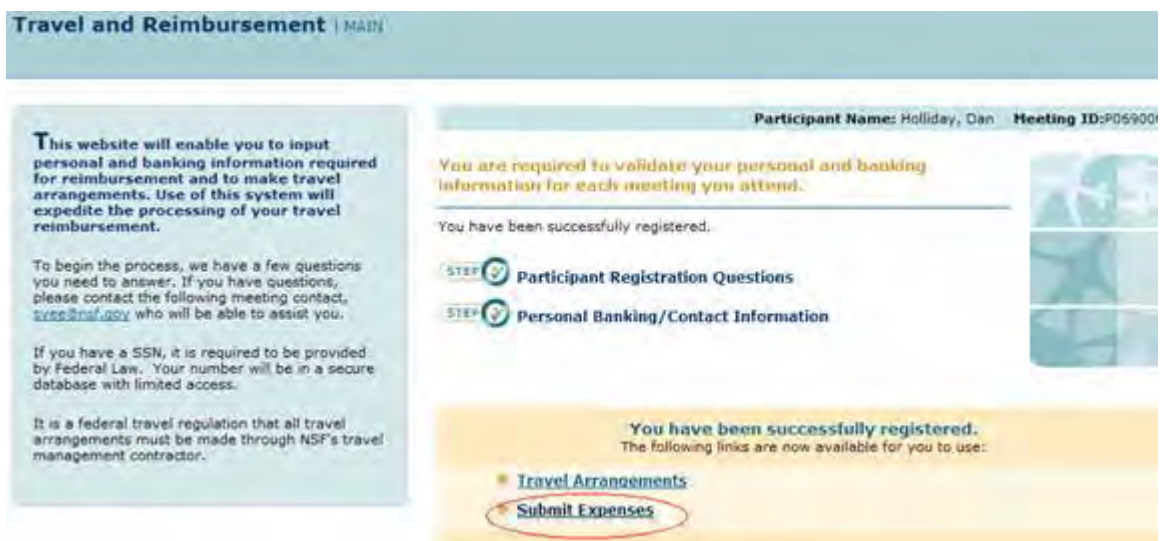 Travel and Reimbursement | MAIN
This website will enable you to input
personal and banking information required
for reimbursement and to make travel
arrangements. Use of this system will
expedite the processing of your travel
reimbursement.
To begin the process, we have a few questions
you need to answer. If you have questions,
please contact the following meeting contact,
syee@nsf.gov who will be able to assist you.
If you have a SSN, it is required to be provided
by Federal Law. Your number will be in a secure
database with limited access.
It is a federal travel regulation that all travel
arrangements must be made through NSF's travel
management contractor.
Participant Name: Holliday, Dan Meeting ID:P06900
You are required to validate your personal and banking
information for each meeting you attend.
You have been successfully registered.
STEP Participant Registration Questions
STEP Personal Banking/Contact Information
You have been successfully registered.
The following links are now available for you to use:
Travel Arrangements
Submit Expenses